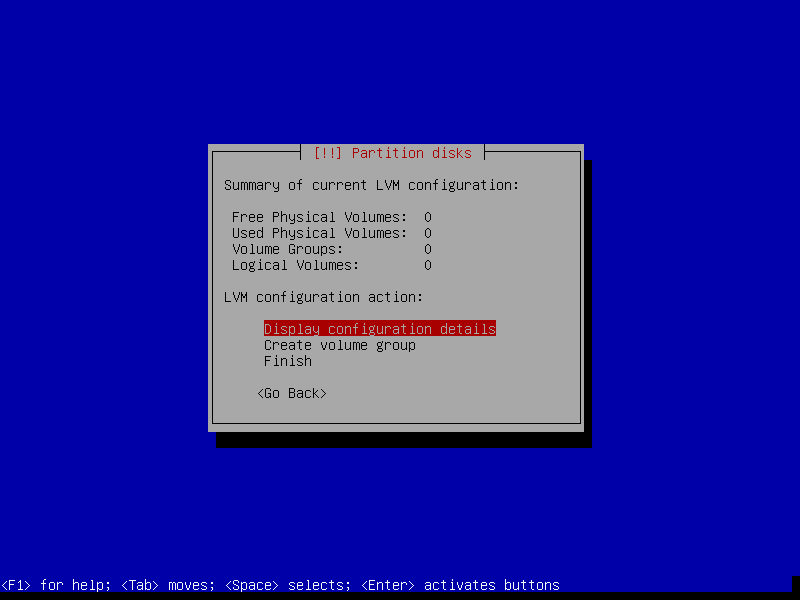 [!!] Partition disks
Summary of current LVM configuration:
Free Physical Volumes: 0
Used Physical Volumes: 0
Volume Groups: 0
Logical Volumes: 0
LVM configuration action:
Display configuration details
Create volume group
Finish
<Go Back>
<F1> for help; <Tab> moves; <Space> selects; <Enter> activates buttons